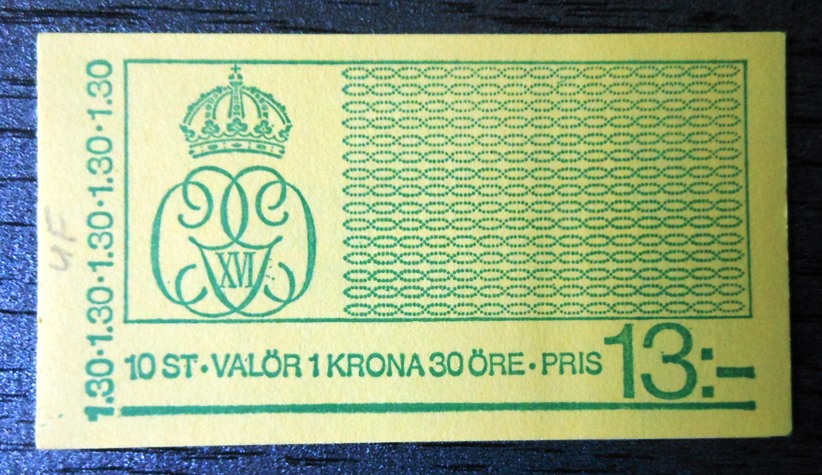 1.30·1.30·1.30·1.30·1.30
XVI
10 ST·VALÖR 1 KRONA 30 ÖRE·PRIS 13:-
4F